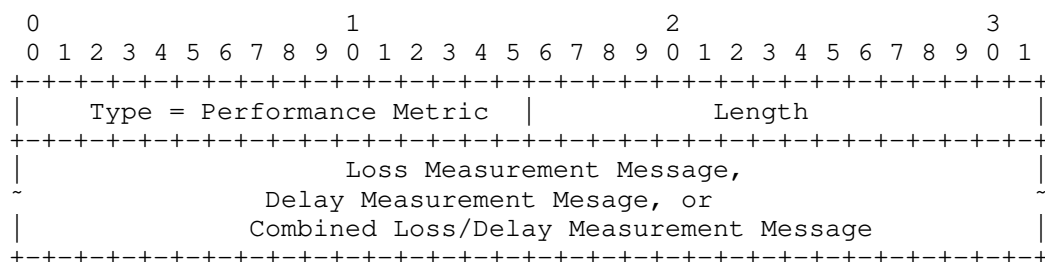 0                   1                   2                   3
0 1 2 3 4 5 6 7 8 9 0 1 2 3 4 5 6 7 8 9 0 1 2 3 4 5 6 7 8 9 0 1
+-+-+-+-+-+-+-+-+-+-+-+-+-+-+-+-+-+-+-+-+-+-+-+-+-+-+-+-+-+-+-+-+
|    Type = Performance Metric  |           Length              |
+-+-+-+-+-+-+-+-+-+-+-+-+-+-+-+-+-+-+-+-+-+-+-+-+-+-+-+-+-+-+-+-+
|                    Loss Measurement Message,                  |
~               Delay Measurement Mesage, or                    ~
|              Combined Loss/Delay Measurement Message          |
+-+-+-+-+-+-+-+-+-+-+-+-+-+-+-+-+-+-+-+-+-+-+-+-+-+-+-+-+-+-+-+-+